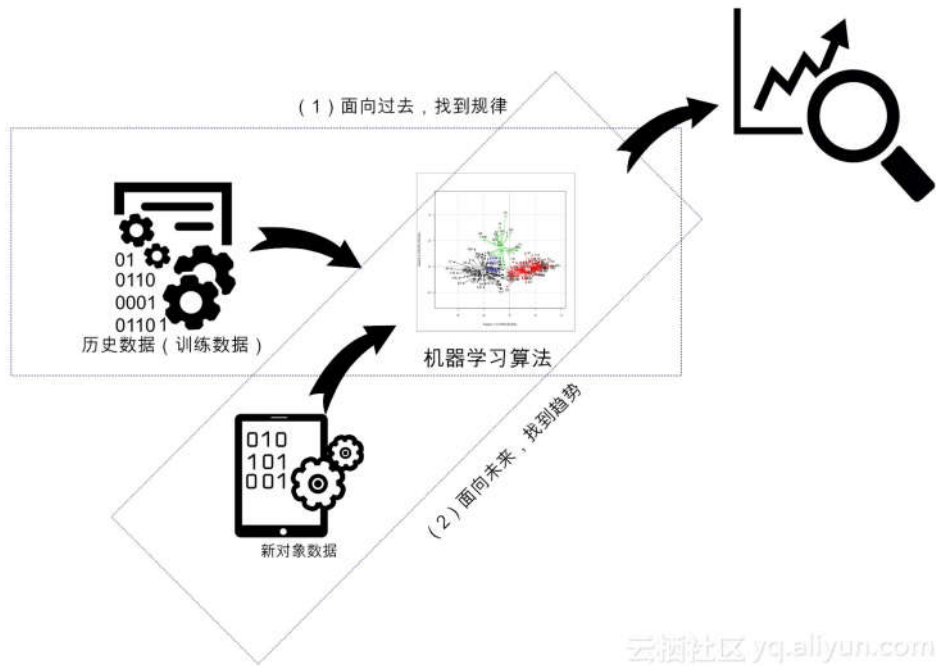 （1）面向过去，找到规律
01
0110
0001
01101
历史数据（训练数据）
机器学习算法
010
101
001
新对象数据
（2）面向未来，找到趋势
云栖社区 yq.aliyun.com